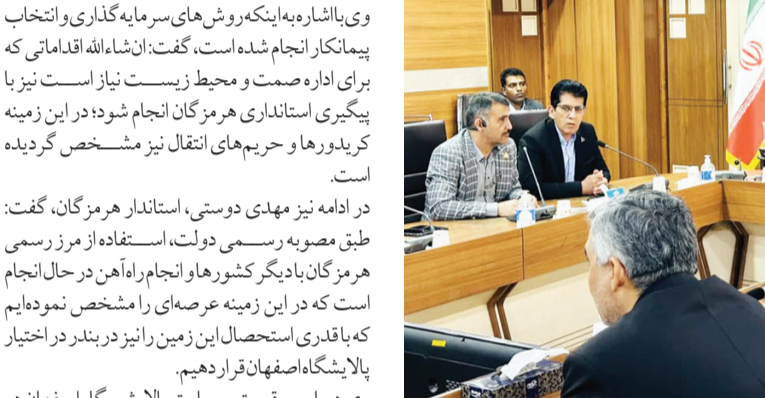 وی با اشاره به اینکه روش‌های سرمایه گذاری و انتخاب
پیمانکار انجام شده است، گفت: ان‌شاءالله اقداماتی که
برای اداره صمت و محیط زیست نیاز است نیز با
پیگیری استانداری هرمزگان انجام شود؛ در این زمینه
کریدورها و حریم‌های انتقال نیز مشخص گردیده
است.
در ادامه نیز مهدی دوستی، استاندار هرمزگان، گفت:
طبق مصوبه رسمی دولت، استفاده از مرز رسمی
هرمزگان با دیگر کشورها و انجام راه‌آهن در حال انجام
است که در این زمینه عرصه‌ای را مشخص نموده‌ایم
که با قدری استحصال این زمین را نیز در بندر در اختیار
پالایشگاه اصفهان قرار دهیم.